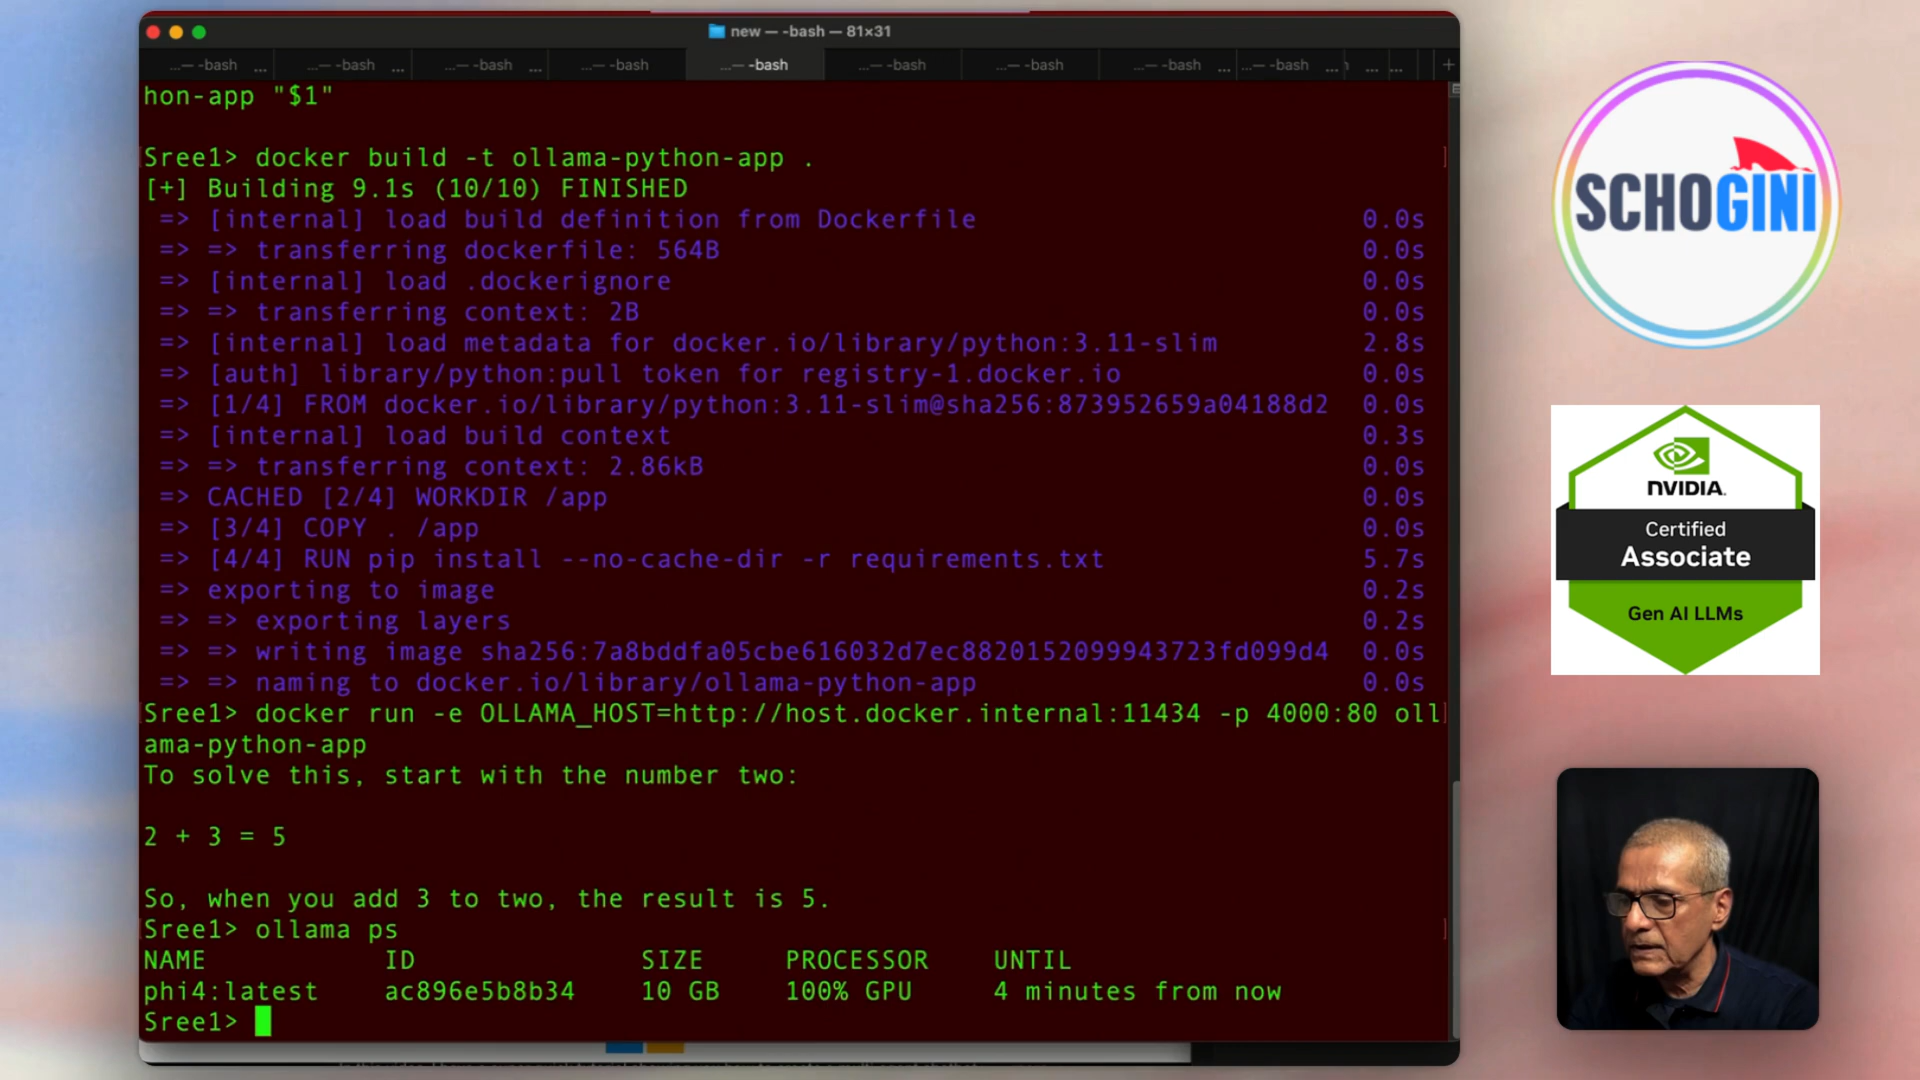 new — -bash — 81×31
...— -bash ...
...— -bash ...
...— -bash ...
...— -bash
...— -bash
...— -bash
...— -bash
...— -bash ...
...— -bash ...
hon-app "$1"
Sree1> docker build -t ollama-python-app .
[+] Building 9.1s (10/10) FINISHED
=> [internal] load build definition from Dockerfile 0.0s
=> => transferring dockerfile: 564B 0.0s
=> [internal] load .dockerignore 0.0s
=> => transferring context: 2B 0.0s
=> [internal] load metadata for docker.io/library/python:3.11-slim 2.8s
=> [auth] library/python:pull token for registry-1.docker.io 0.0s
=> [1/4] FROM docker.io/library/python:3.11-slim@sha256:873952659a04188d2 0.0s
=> [internal] load build context 0.3s
=> => transferring context: 2.86kB 0.0s
=> CACHED [2/4] WORKDIR /app 0.0s
=> [3/4] COPY . /app 0.0s
=> [4/4] RUN pip install --no-cache-dir -r requirements.txt 5.7s
=> exporting to image 0.2s
=> => exporting layers 0.2s
=> => writing image sha256:7a8bddfa05cbe616032d7ec8820152099943723fd099d4 0.0s
=> => naming to docker.io/library/ollama-python-app 0.0s
Sree1> docker run -e OLLAMA_HOST=http://host.docker.internal:11434 -p 4000:80 oll
ama-python-app
To solve this, start with the number two:
2 + 3 = 5
So, when you add 3 to two, the result is 5.
Sree1> ollama ps
NAME ID SIZE PROCESSOR UNTIL
phi4:latest ac896e5b8b34 10 GB 100% GPU 4 minutes from now
Sree1>
SCHOGINI
NVIDIA.
Certified
Associate
Gen AI LLMs